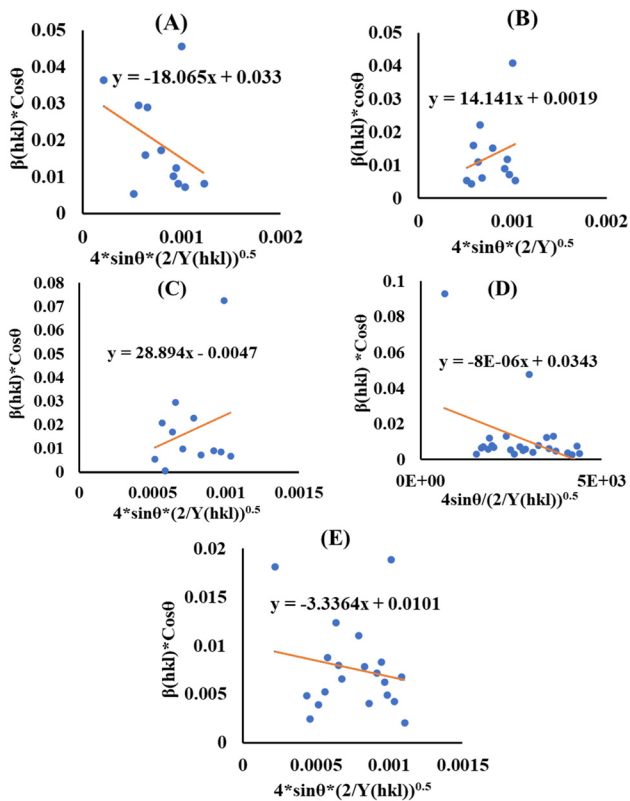 (A)
β(hkl)*Cosθ
0.05
0.04
0.03
0.02
0.01
0
y = -18.065x + 0.033
0
0.001
0.002
4*sinθ*(2/Y(hkl))⁰·⁵
(B)
β(hkl)*cosθ
0.05
0.04
0.03
0.02
0.01
0
y = 14.141x + 0.0019
0
0.001
0.002
4*sinθ*(2/Y)⁰·⁵
(C)
β(hkl)*Cosθ
0.08
0.07
0.06
0.05
0.04
0.03
0.02
0.01
0
y = 28.894x - 0.0047
0
0.0005
0.001
0.0015
4*sinθ*(2/Y(hkl))⁰·⁵
(D)
β(hkl) *Cosθ
0.1
0.08
0.06
0.04
0.02
0
y = -8E-06x + 0.0343
0E+00
5E+03
4sinθ/(2/Y(hkl))⁰·⁵
(E)
β(hkl)*Cosθ
0.02
0.015
0.01
0.005
0
y = -3.3364x + 0.0101
0
0.0005
0.001
0.0015
4*sinθ*(2/Y(hkl))⁰·⁵